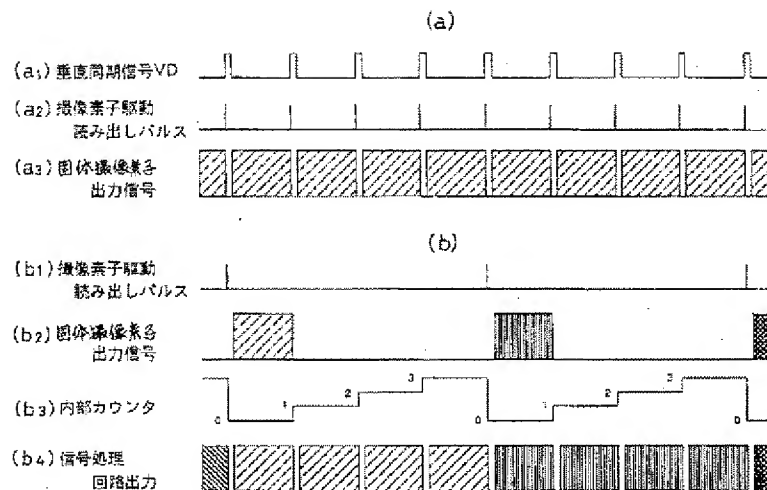 (a)
(a₁) 垂直同期信号VD
(a₂) 撮像素子駆動
読み出しパルス
(a₃) 固体撮像素子
出力信号
(b)
(b₁) 撮像素子駆動
読み出しパルス
(b₂) 固体撮像素子
出力信号
(b₃) 内部カウンタ
0 1 2 3 0 1 2 3 0
(b₄) 信号処理
回路出力